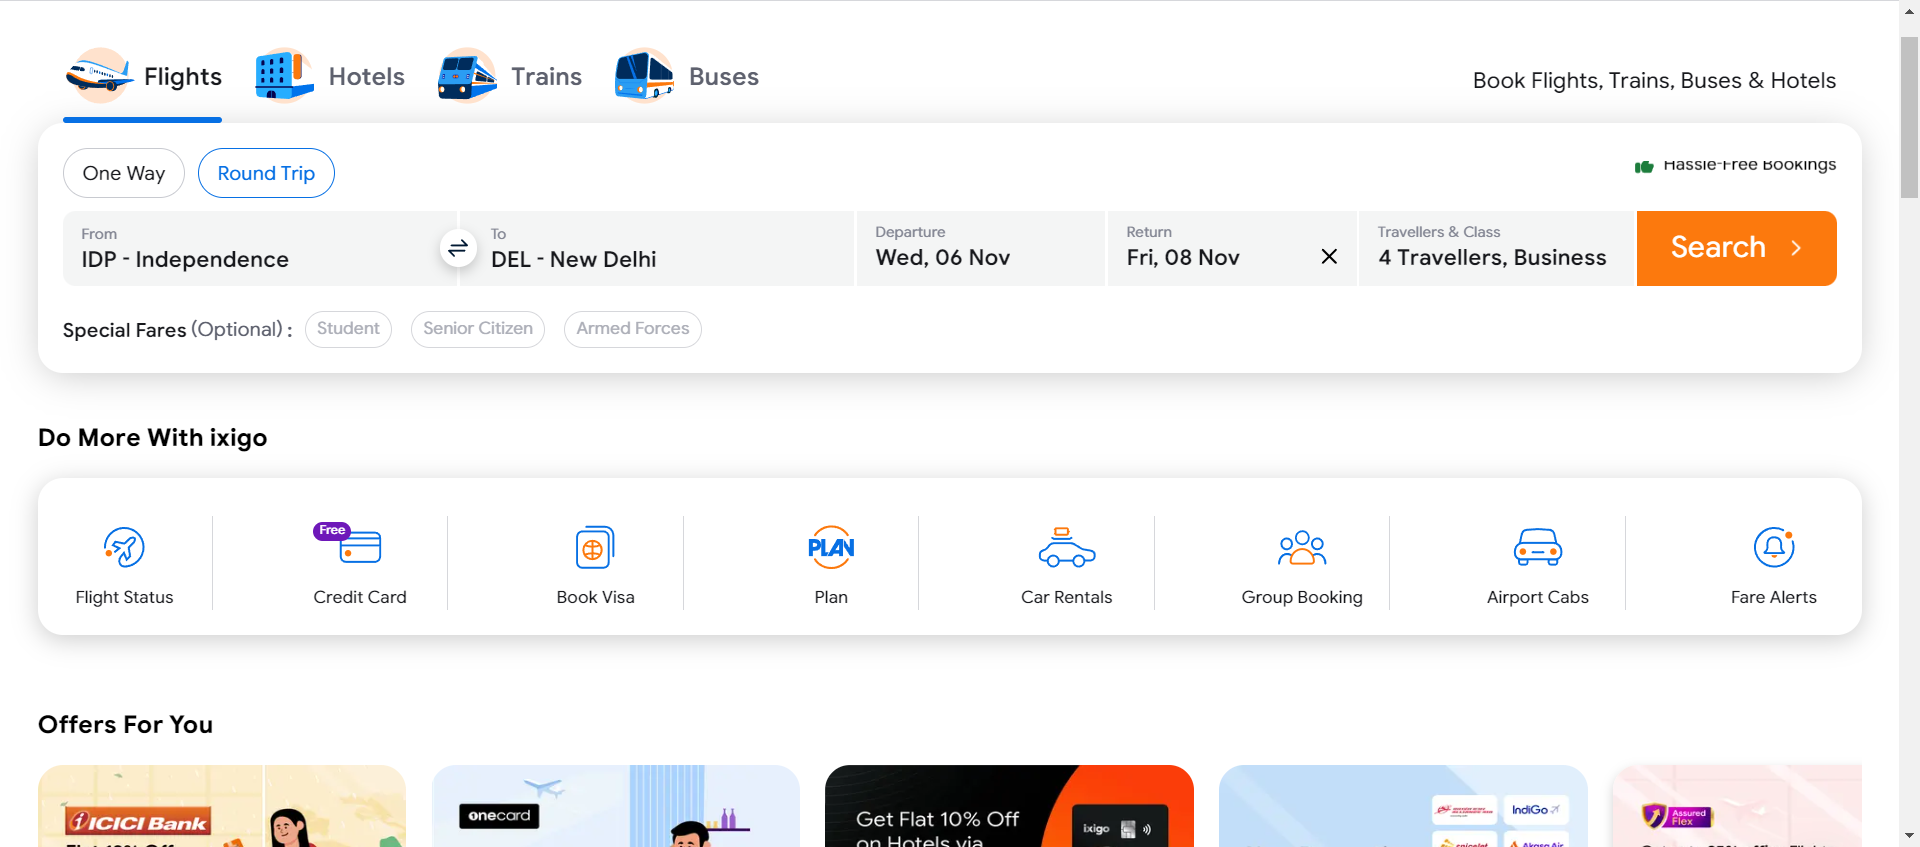 Flights
Hotels
Trains
Buses
Book Flights, Trains, Buses & Hotels
One Way
Round Trip
Hassle-Free Bookings
From
IDP - Independence
To
DEL - New Delhi
Departure
Wed, 06 Nov
Return
Fri, 08 Nov
Travellers & Class
4 Travellers, Business
Search
Special Fares (Optional) :
Student
Senior Citizen
Armed Forces
Do More With ixigo
Flight Status
Free
Credit Card
Book Visa
PLAN
Plan
Car Rentals
Group Booking
Airport Cabs
Fare Alerts
Offers For You
ICICI Bank
onecard
Get Flat 10% Off
on Hotels via
ixigo
IndiGo
spicejet
Akasa Air
Assured
Flex